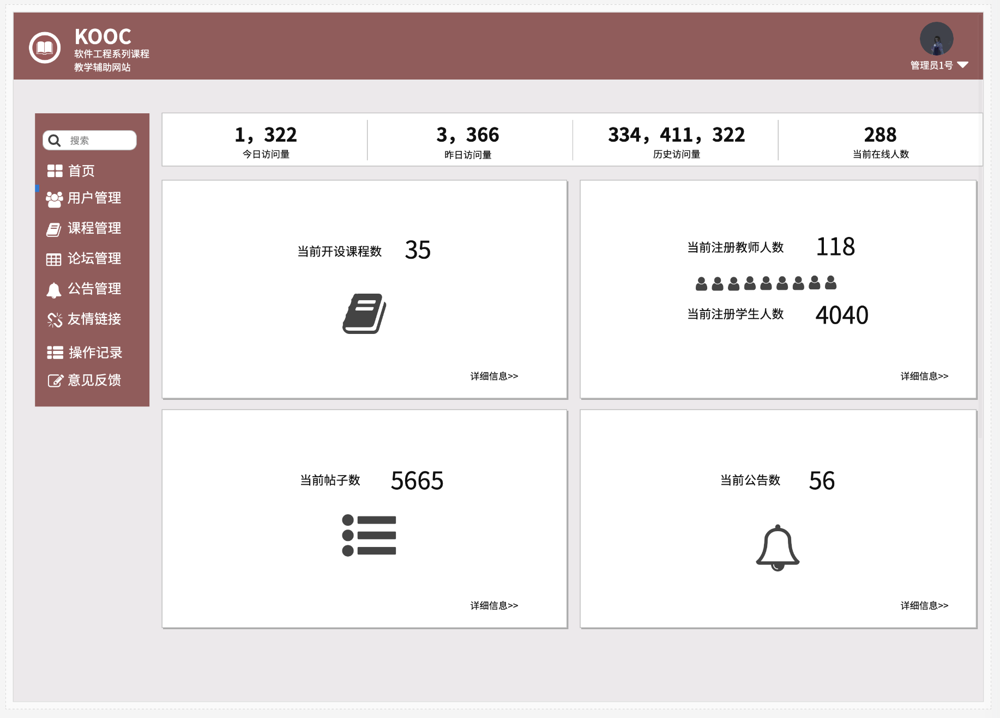 KOOC
软件工程系列课程
教学辅助网站
管理员1号
搜索
首页
用户管理
课程管理
论坛管理
公告管理
友情链接
操作记录
意见反馈
1，322
今日访问量
3，366
昨日访问量
334，411，322
历史访问量
288
当前在线人数
当前开设课程数 35
详细信息>>
当前注册教师人数 118
当前注册学生人数 4040
详细信息>>
当前帖子数 5665
详细信息>>
当前公告数 56
详细信息>>